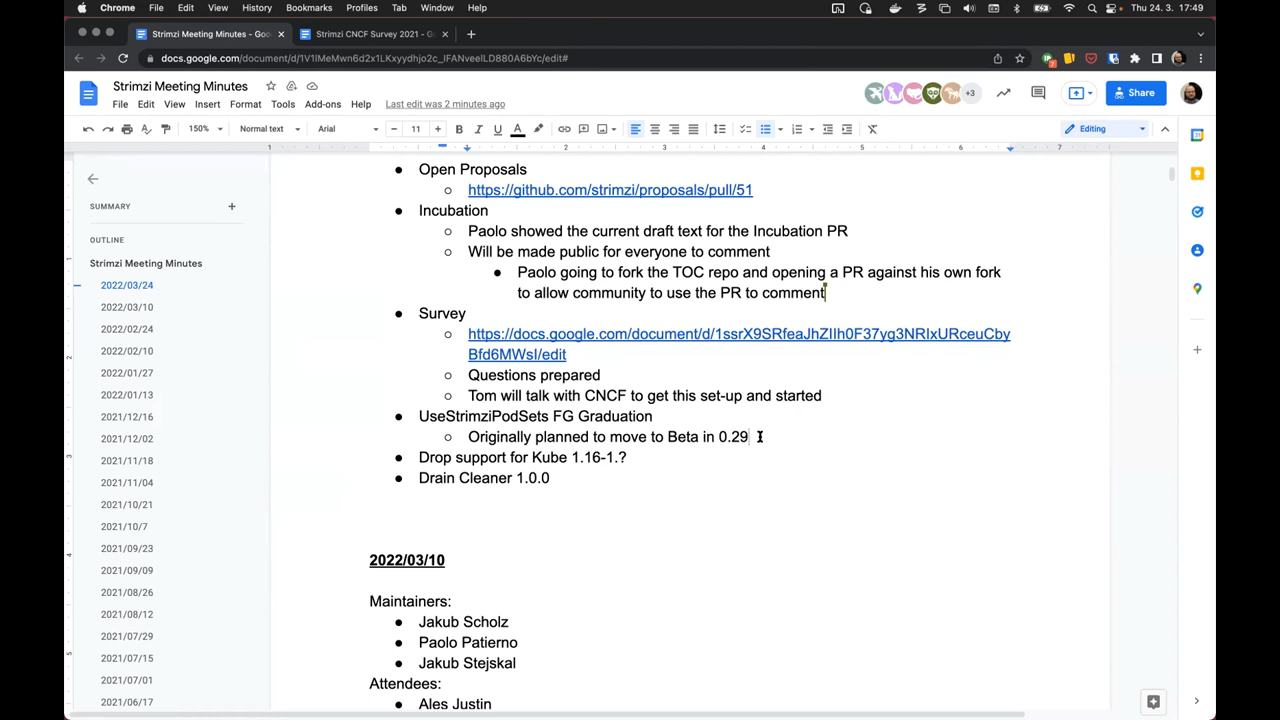 Chrome File Edit View History Bookmarks Profiles Tab Window Help Thu 24. 3. 17:49
Strimzi Meeting Minutes - Goo Strimzi CNCF Survey 2021 - G
docs.google.com/document/d/1V1lMeMwn6d2x1LKxyydhjo2c_IFANveelLD880A6bYc/edit#
Strimzi Meeting Minutes
File Edit View Insert Format Tools Add-ons Help Last edit was 2 minutes ago
+3 Share
150% Normal text Arial 11 B I U A Editing
1 1 2 3 4 5 6 7
SUMMARY
OUTLINE
Strimzi Meeting Minutes
2022/03/24
2022/03/10
2022/02/24
2022/02/10
2022/01/27
2022/01/13
2021/12/16
2021/12/02
2021/11/18
2021/11/04
2021/10/21
2021/10/7
2021/09/23
2021/09/09
2021/08/26
2021/08/12
2021/07/29
2021/07/15
2021/07/01
2021/06/17
● Open Proposals
○ https://github.com/strimzi/proposals/pull/51
● Incubation
○ Paolo showed the current draft text for the Incubation PR
○ Will be made public for everyone to comment
● Paolo going to fork the TOC repo and opening a PR against his own fork
to allow community to use the PR to comment
● Survey
○ https://docs.google.com/document/d/1ssrX9SRfeaJhZIIh0F37yg3NRIxURceuCby
Bfd6MWsI/edit
○ Questions prepared
○ Tom will talk with CNCF to get this set-up and started
● UseStrimziPodSets FG Graduation
○ Originally planned to move to Beta in 0.29
● Drop support for Kube 1.16-1.?
● Drain Cleaner 1.0.0
2022/03/10
Maintainers:
● Jakub Scholz
● Paolo Patierno
● Jakub Stejskal
Attendees:
● Ales Justin